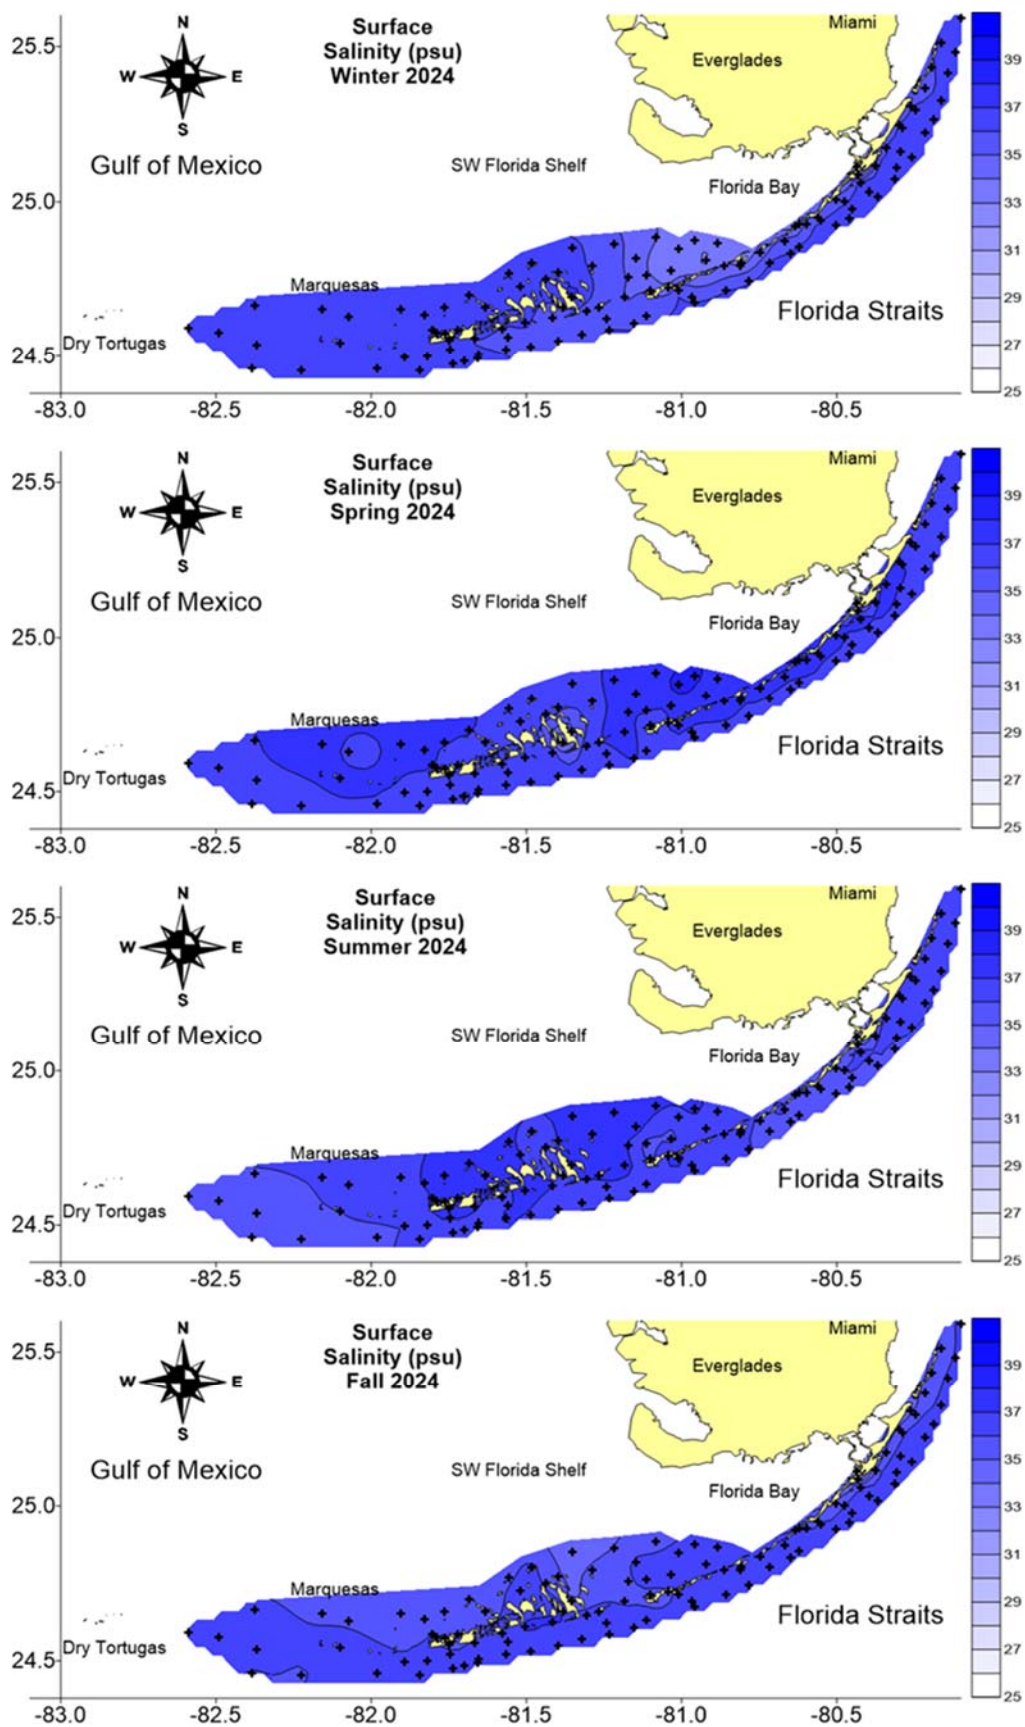 N
W E
S
Surface
Salinity (psu)
Winter 2024
Miami
Everglades
Gulf of Mexico
SW Florida Shelf
Florida Bay
Marquesas
Dry Tortugas
Florida Straits
25.5
25.0
24.5
-83.0 -82.5 -82.0 -81.5 -81.0 -80.5
39
37
35
33
31
29
27
25
N
W E
S
Surface
Salinity (psu)
Spring 2024
Miami
Everglades
Gulf of Mexico
SW Florida Shelf
Florida Bay
Marquesas
Dry Tortugas
Florida Straits
25.5
25.0
24.5
-83.0 -82.5 -82.0 -81.5 -81.0 -80.5
39
37
35
33
31
29
27
25
N
W E
S
Surface
Salinity (psu)
Summer 2024
Miami
Everglades
Gulf of Mexico
SW Florida Shelf
Florida Bay
Marquesas
Dry Tortugas
Florida Straits
25.5
25.0
24.5
-83.0 -82.5 -82.0 -81.5 -81.0 -80.5
39
37
35
33
31
29
27
25
N
W E
S
Surface
Salinity (psu)
Fall 2024
Miami
Everglades
Gulf of Mexico
SW Florida Shelf
Florida Bay
Marquesas
Dry Tortugas
Florida Straits
25.5
25.0
24.5
-83.0 -82.5 -82.0 -81.5 -81.0 -80.5
39
37
35
33
31
29
27
25